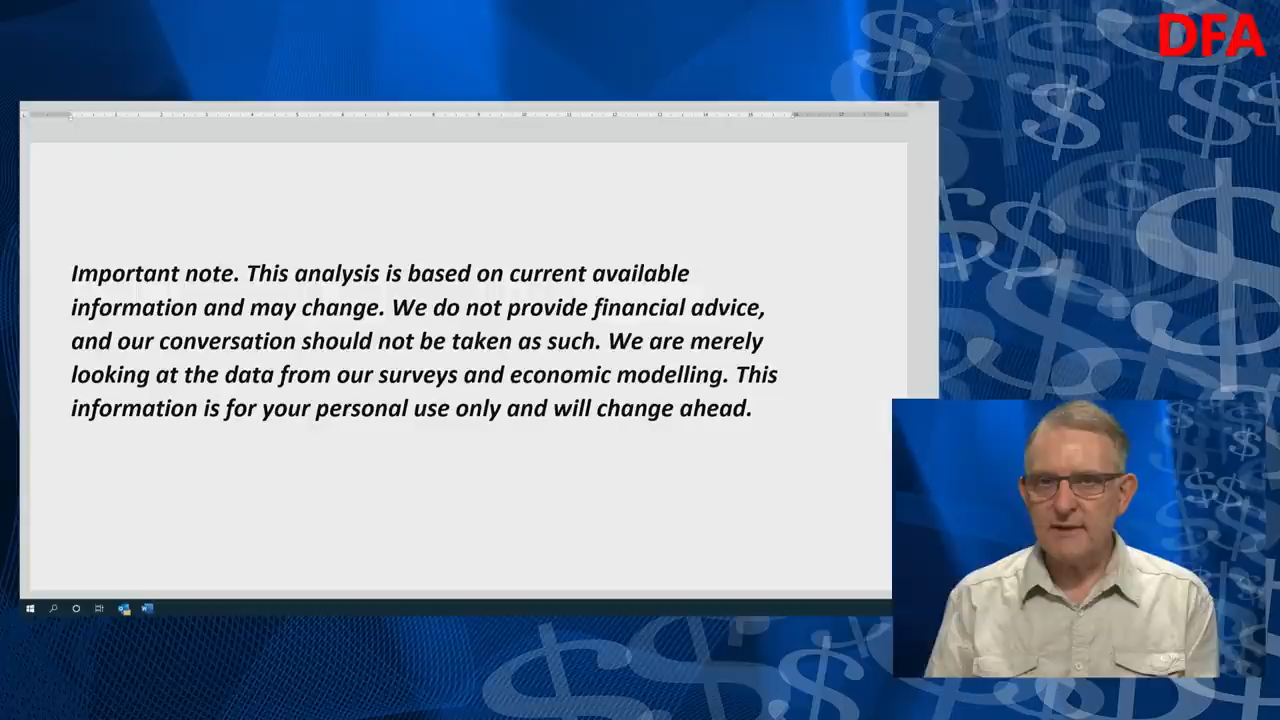 DFA
Important note. This analysis is based on current available
information and may change. We do not provide financial advice,
and our conversation should not be taken as such. We are merely
looking at the data from our surveys and economic modelling. This
information is for your personal use only and will change ahead.